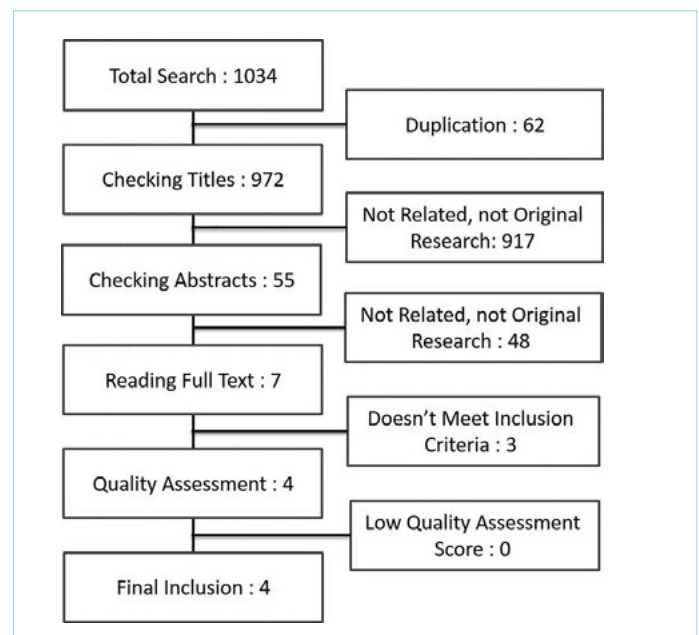 Total Search : 1034
Duplication : 62
Checking Titles : 972
Not Related, not Original
Research: 917
Checking Abstracts : 55
Not Related, not Original
Research : 48
Reading Full Text : 7
Doesn’t Meet Inclusion
Criteria : 3
Quality Assessment : 4
Low Quality Assessment
Score : 0
Final Inclusion : 4